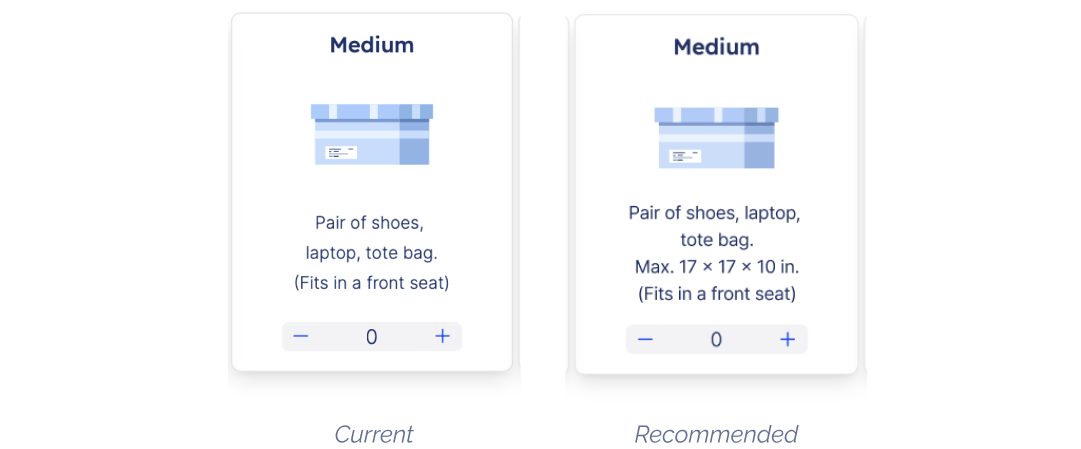 Medium
Pair of shoes,
laptop, tote bag.
(Fits in a front seat)
0
Current
Medium
Pair of shoes, laptop,
tote bag.
Max. 17 × 17 × 10 in.
(Fits in a front seat)
0
Recommended